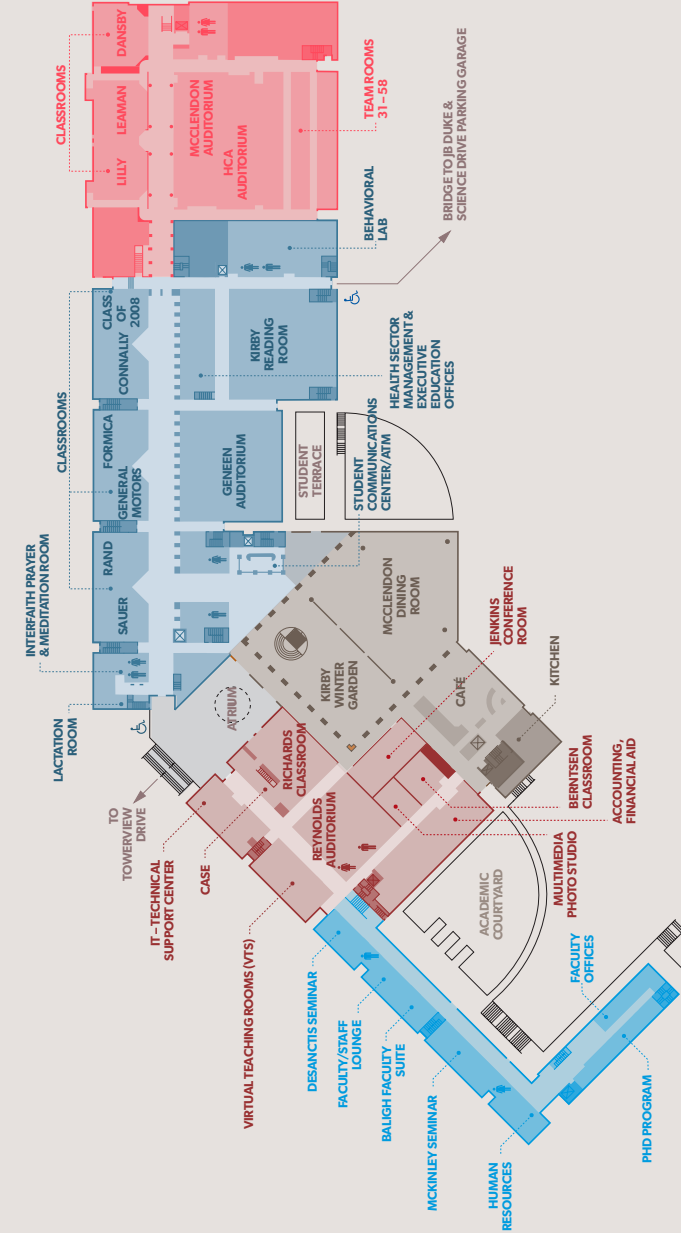 CLASSROOMS
DANSBY
LEAMAN
LILLY
MCCLENDON
AUDITORIUM
HCA
AUDITORIUM
TEAM ROOMS
31–58
BRIDGE TO JB DUKE &
SCIENCE DRIVE PARKING GARAGE
BEHAVIORAL
LAB
CLASS
OF
2008
CONNALLY
KIRBY
READING
ROOM
HEALTH SECTOR
MANAGEMENT &
EXECUTIVE
EDUCATION
OFFICES
CLASSROOMS
FORMICA
GENERAL
MOTORS
GENEEN
AUDITORIUM
STUDENT
TERRACE
STUDENT
COMMUNICATIONS
CENTER/ATM
RAND
SAUER
INTERFAITH PRAYER
& MEDITATION ROOM
LACTATION
ROOM
MCCLENDON
DINING
ROOM
KIRBY
WINTER
GARDEN
ATRIUM
CAFÉ
JENKINS
CONFERENCE
ROOM
KITCHEN
TO
TOWERVIEW
DRIVE
RICHARDS
CLASSROOM
REYNOLDS
AUDITORIUM
BERNTSEN
CLASSROOM
ACCOUNTING,
FINANCIAL AID
MULTIMEDIA
PHOTO STUDIO
IT–TECHNICAL
SUPPORT CENTER
CASE
VIRTUAL TEACHING ROOMS (VTS)
ACADEMIC
COURTYARD
DESANCTIS SEMINAR
FACULTY/STAFF
LOUNGE
BALIGH FACULTY
SUITE
MCKINLEY SEMINAR
HUMAN
RESOURCES
FACULTY
OFFICES
PHD PROGRAM